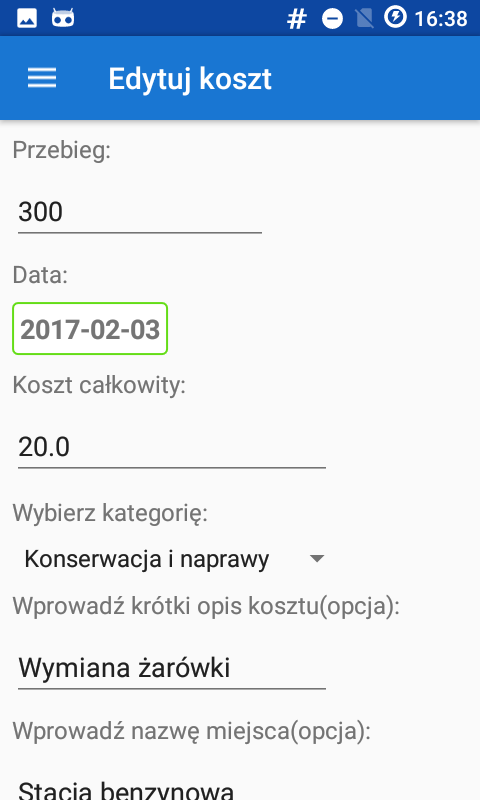 # 16:38
Edytuj koszt
Przebieg:
300
Data:
2017-02-03
Koszt całkowity:
20.0
Wybierz kategorię:
Konserwacja i naprawy
Wprowadź krótki opis kosztu(opcja):
Wymiana żarówki
Wprowadź nazwę miejsca(opcja):
Stacja benzynowa